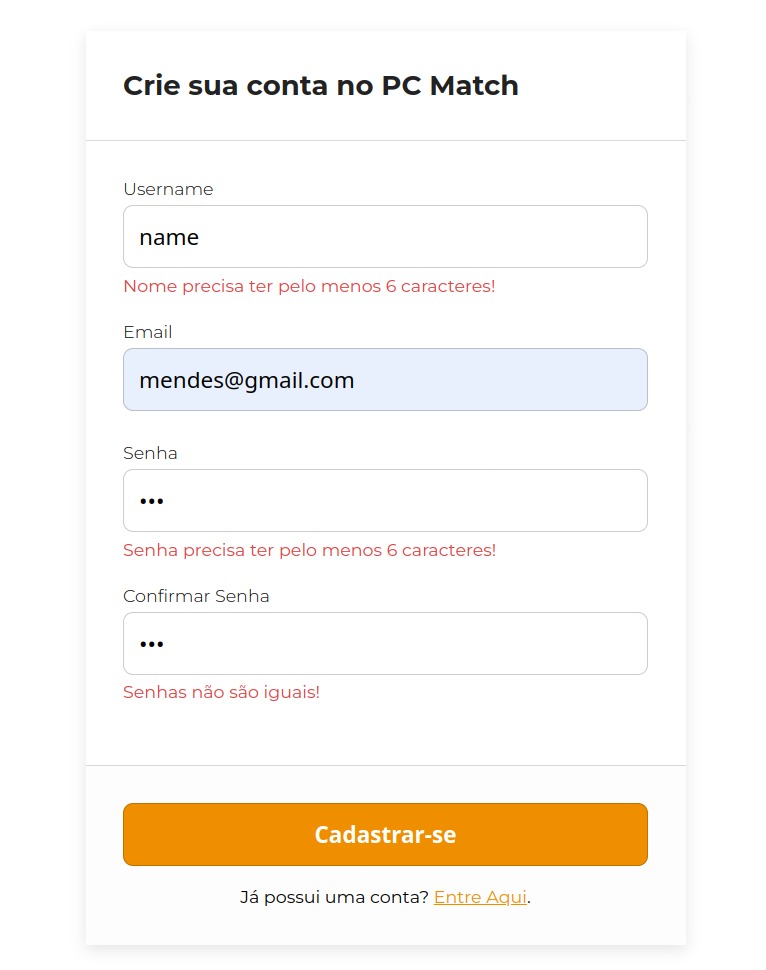 Crie sua conta no PC Match
Username
name
Nome precisa ter pelo menos 6 caracteres!
Email
mendes@gmail.com
Senha
•••
Senha precisa ter pelo menos 6 caracteres!
Confirmar Senha
•••
Senhas não são iguais!
Cadastrar-se
Já possui uma conta? Entre Aqui.